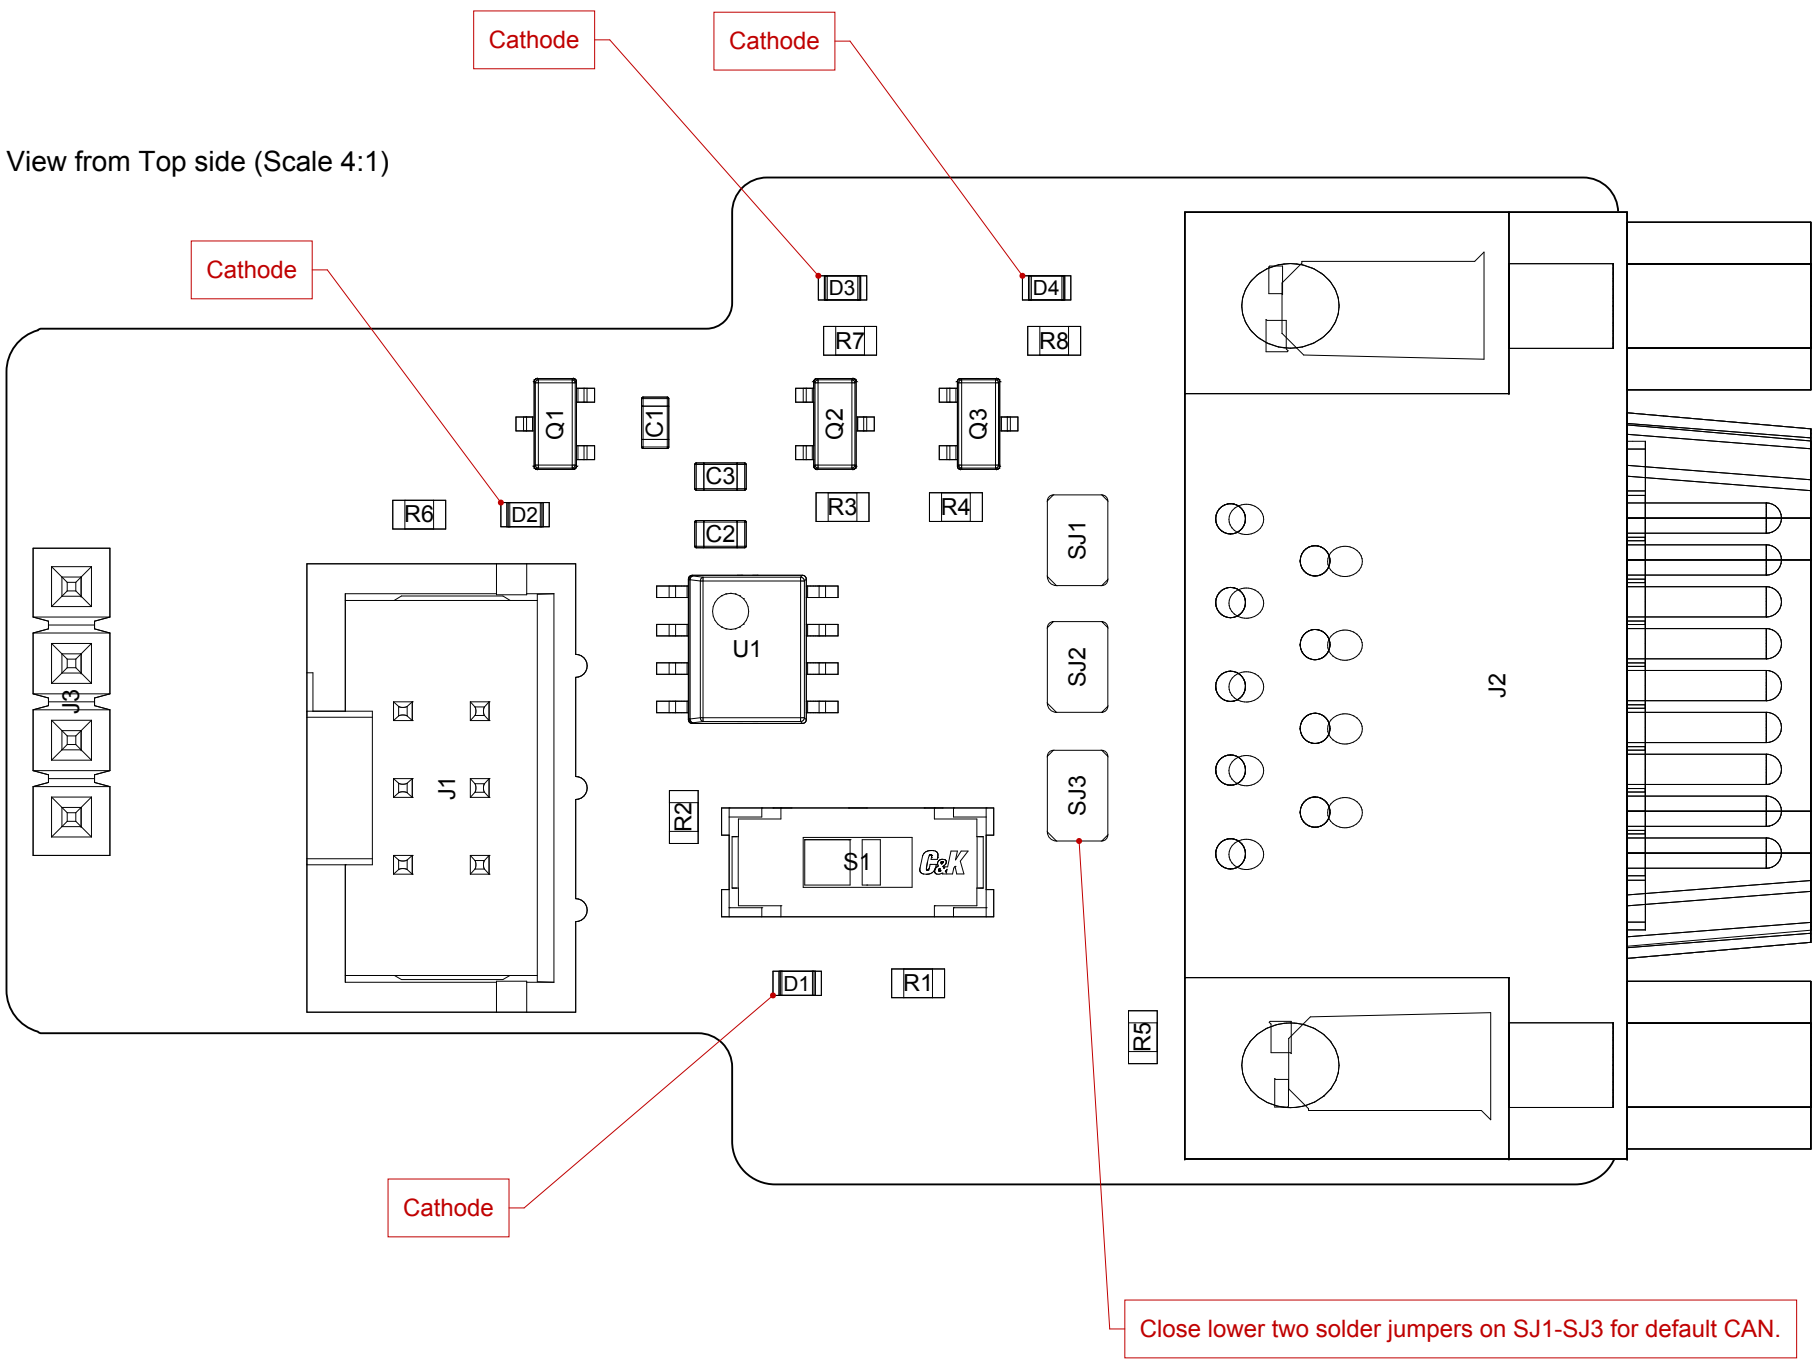 Cathode
Cathode
View from Top side (Scale 4:1)
Cathode
D3
D4
R7
R8
Q1
C1
Q2
Q3
C3
R6
D2
R3
R4
C2
SJ1
U1
SJ2
J3
J2
J1
SJ3
R2
S1
C&K
D1
R1
R5
Cathode
Close lower two solder jumpers on SJ1-SJ3 for default CAN.